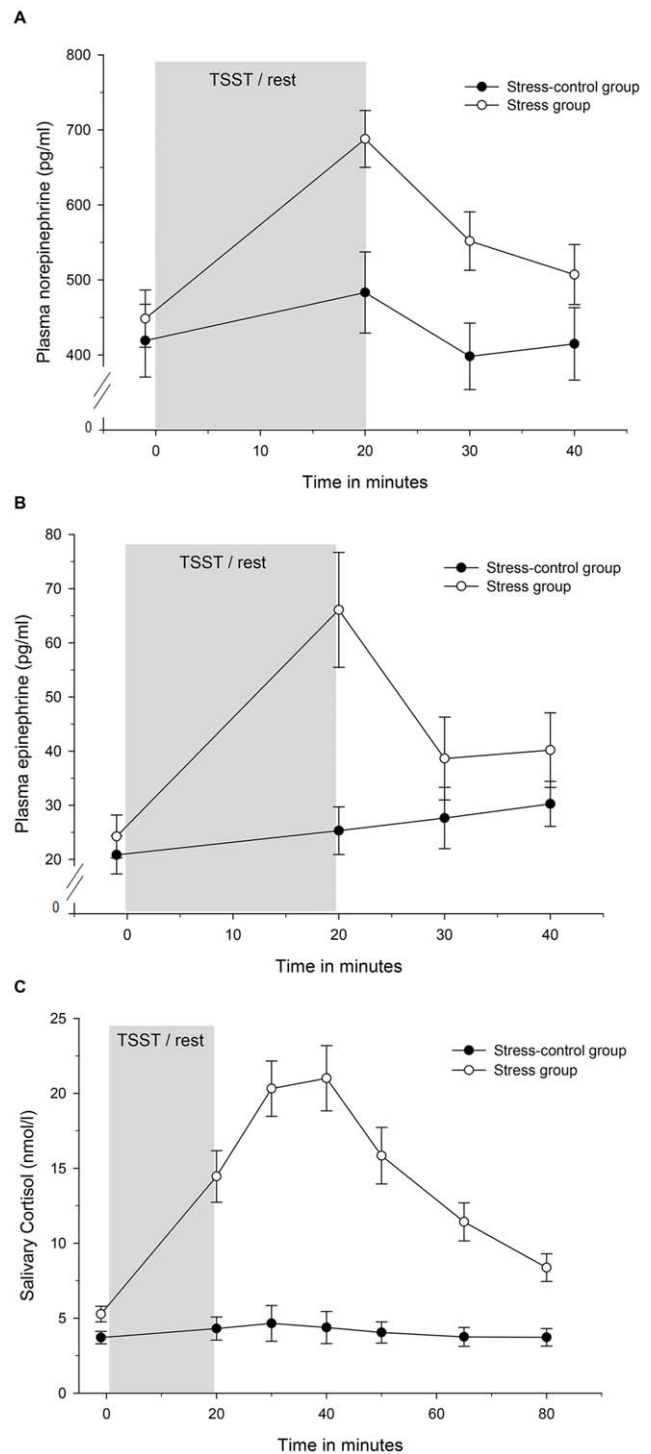 A
800
TSST / rest
Stress-control group
Stress group
700
600
500
400
0
Plasma norepinephrine (pg/ml)
0 10 20 30 40
Time in minutes
B
80
TSST / rest
Stress-control group
Stress group
70
60
50
40
30
20
0
Plasma epinephrine (pg/ml)
0 10 20 30 40
Time in minutes
C
25
TSST / rest
Stress-control group
Stress group
20
15
10
5
0
Salivary Cortisol (nmol/l)
0 20 40 60 80
Time in minutes